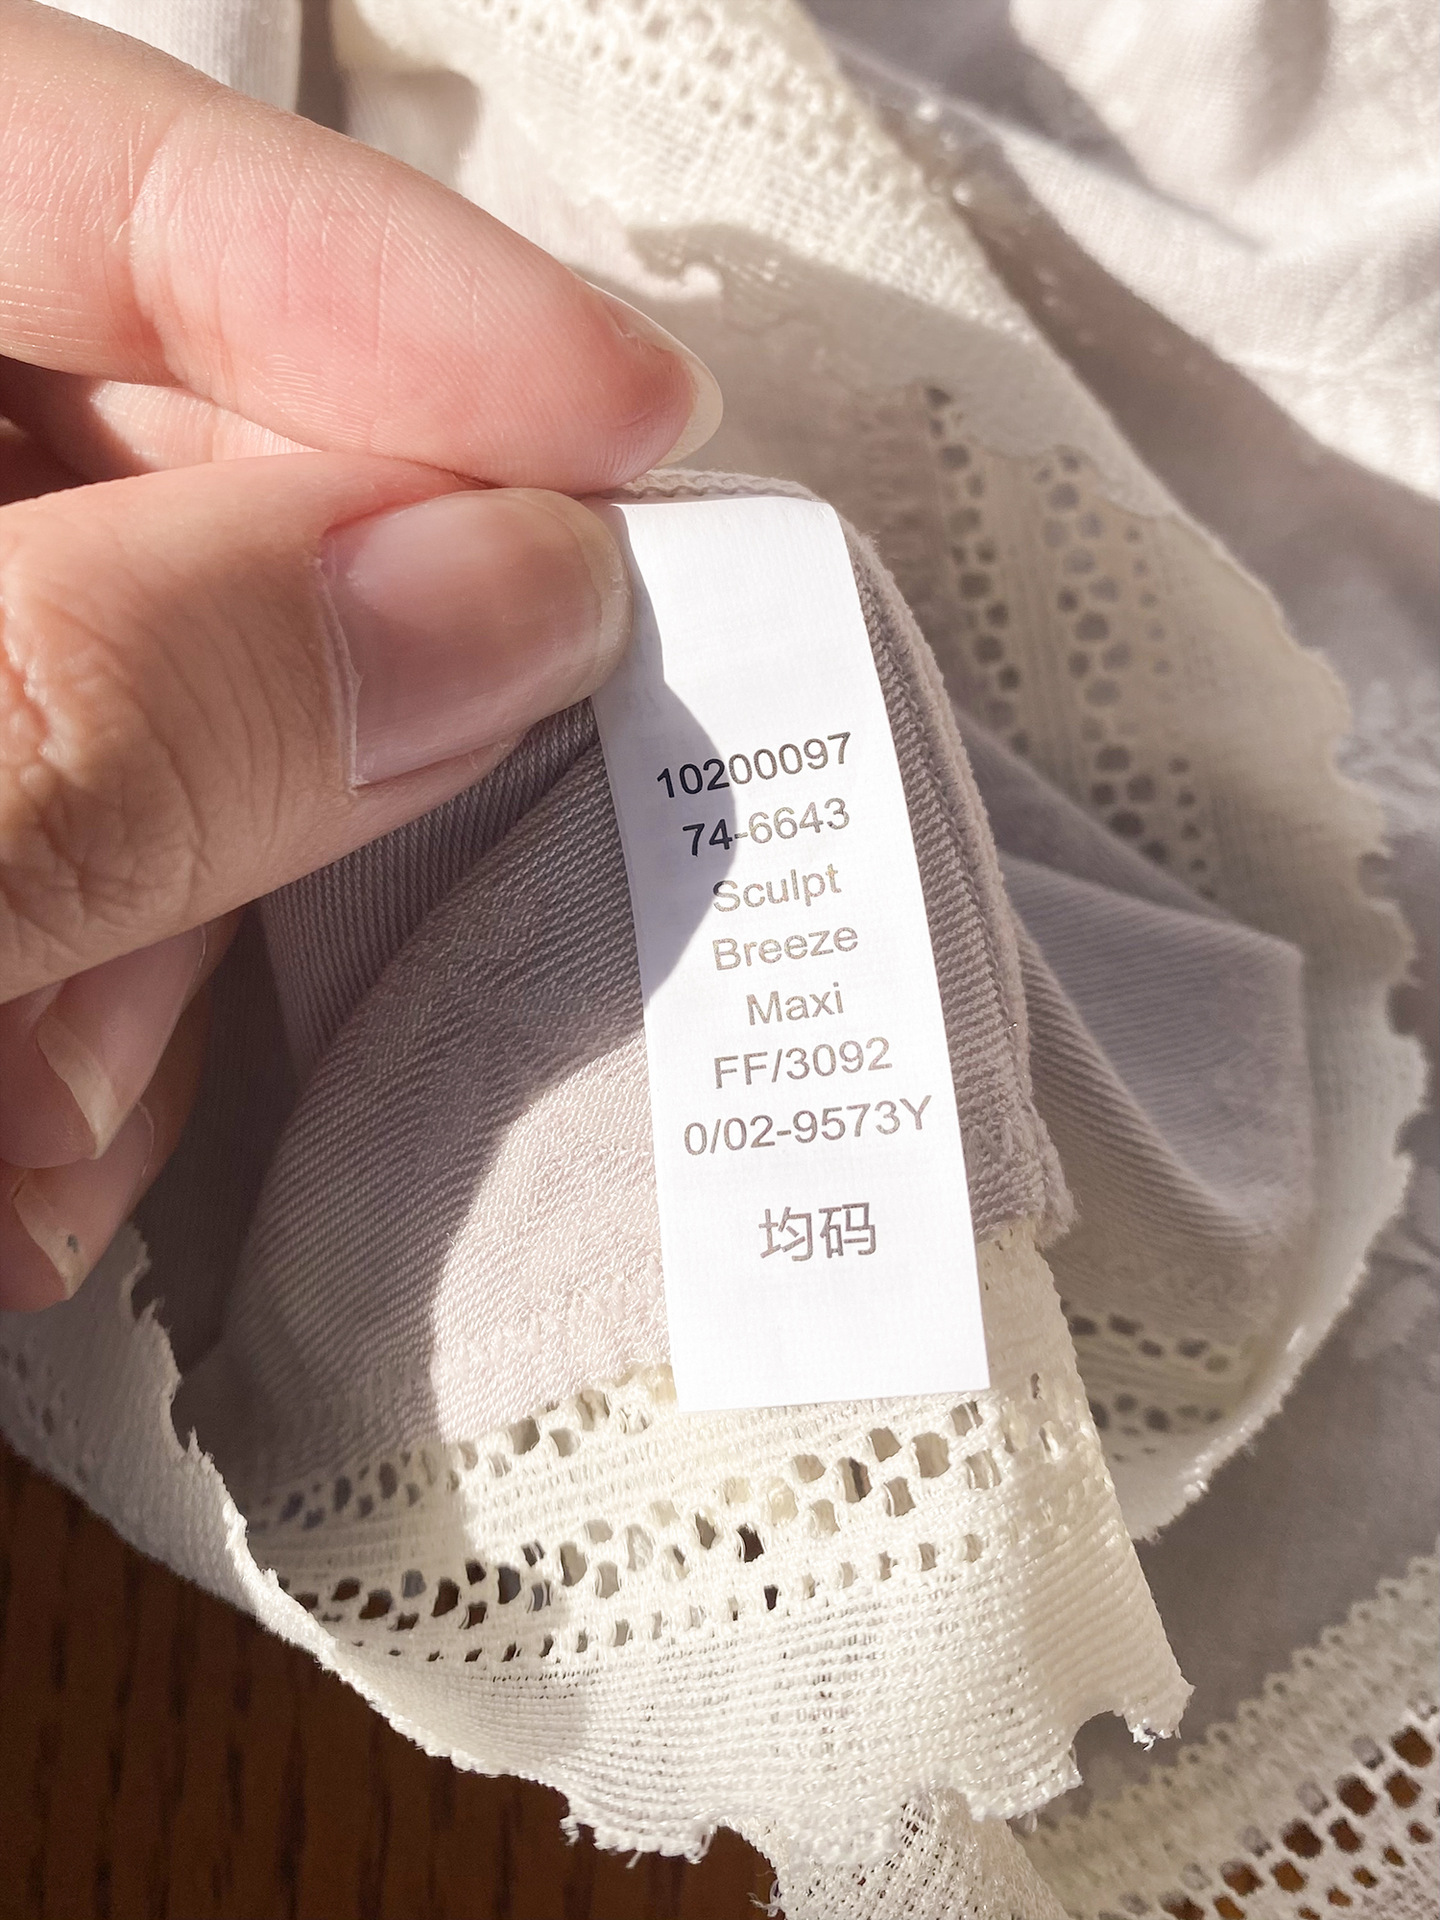 10200097
74-6643
Sculpt
Breeze
Maxi
FF/3092
0/02-9573Y
均码